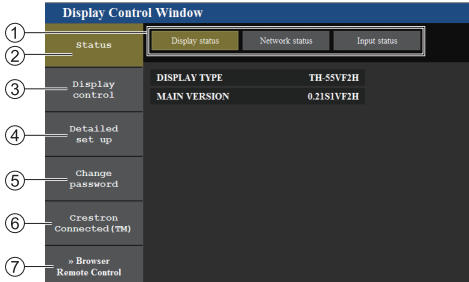 Display Control Window
① Display status Network status Input status
② Status
DISPLAY TYPE TH-55VF2H
MAIN VERSION 0.21S1VF2H
③ Display
control
④ Detailed
set up
⑤ Change
password
⑥ Crestron
Connected(TM)
⑦ » Browser
Remote Control